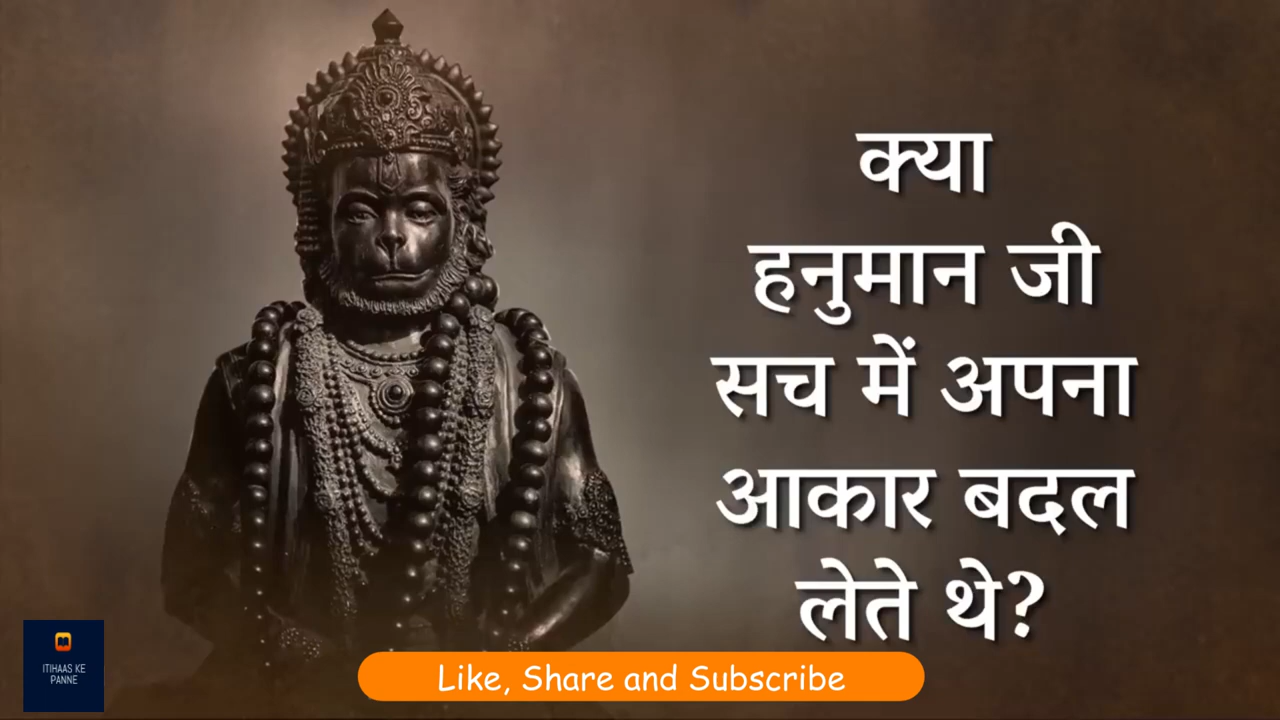 क्या
हनुमान जी
सच में अपना
आकार बदल
लेते थे?
ITIHAAS KE
PANNE
Like, Share and Subscribe